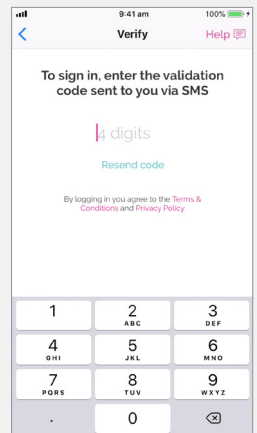 9:41 am
100%
Verify
Help
To sign in, enter the validation
code sent to you via SMS
4 digits
Resend code
By logging in you agree to the Terms &
Conditions and Privacy Policy
1
2
ABC
3
DEF
4
GHI
5
JKL
6
MNO
7
PQRS
8
TUV
9
WXYZ
.
0